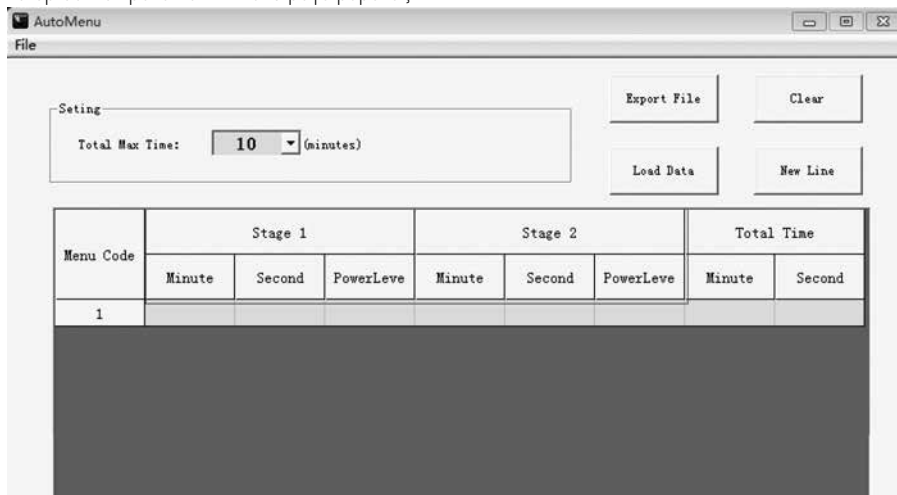 AutoMenu
File
Export File
Clear
Seting
Total Max Time:
10
(minutes)
Load Data
New Line
Menu Code
Stage 1
Stage 2
Total Time
Minute
Second
PowerLeve
Minute
Second
PowerLeve
Minute
Second
1